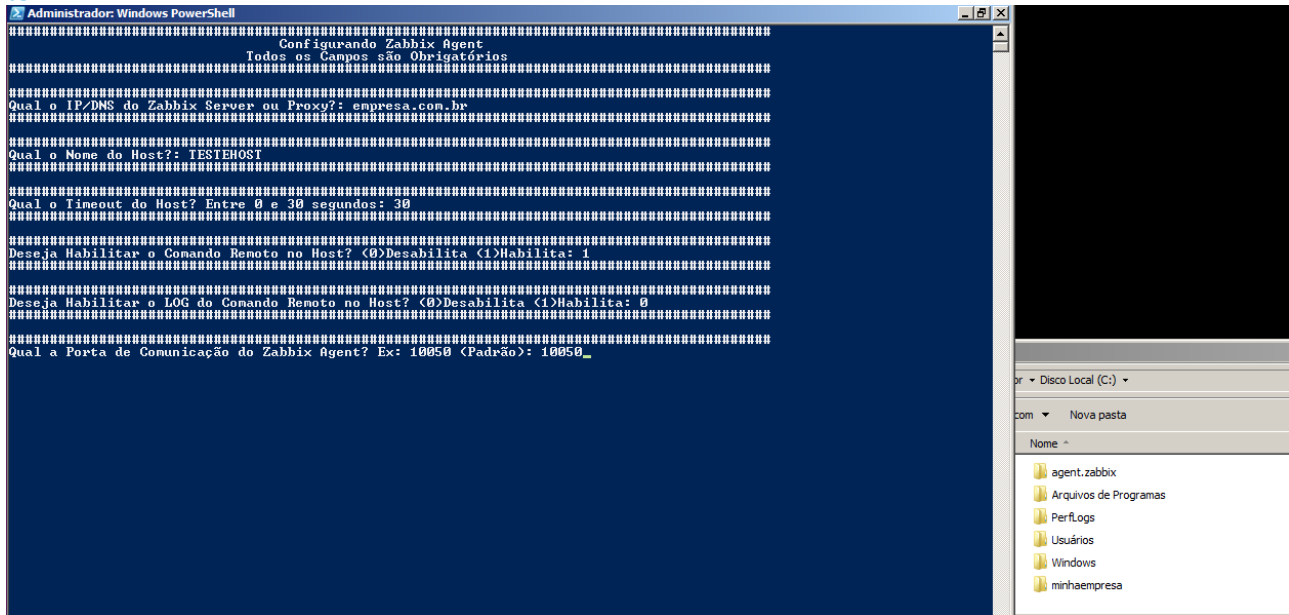 Administrador: Windows PowerShell
#############################################################################################
Configurando Zabbix Agent
Todos os Campos são Obrigatórios
#############################################################################################
#############################################################################################
Qual o IP/DNS do Zabbix Server ou Proxy?: empresa.com.br
#############################################################################################
#############################################################################################
Qual o Nome do Host?: TESTEHOST
#############################################################################################
#############################################################################################
Qual o Timeout do Host? Entre 0 e 30 segundos: 30
#############################################################################################
#############################################################################################
Deseja Habilitar o Comando Remoto no Host? (0)Desabilita (1)Habilita: 1
#############################################################################################
#############################################################################################
Deseja Habilitar o LOG do Comando Remoto no Host? (0)Desabilita (1)Habilita: 0
#############################################################################################
#############################################################################################
Qual a Porta de Comunicação do Zabbix Agent? Ex: 10050 (Padrão): 10050_
or ▾ Disco Local (C:) ▾
com ▾ Nova pasta
Nome
agent.zabbix
Arquivos de Programas
PerfLogs
Usuários
Windows
minhaempresa